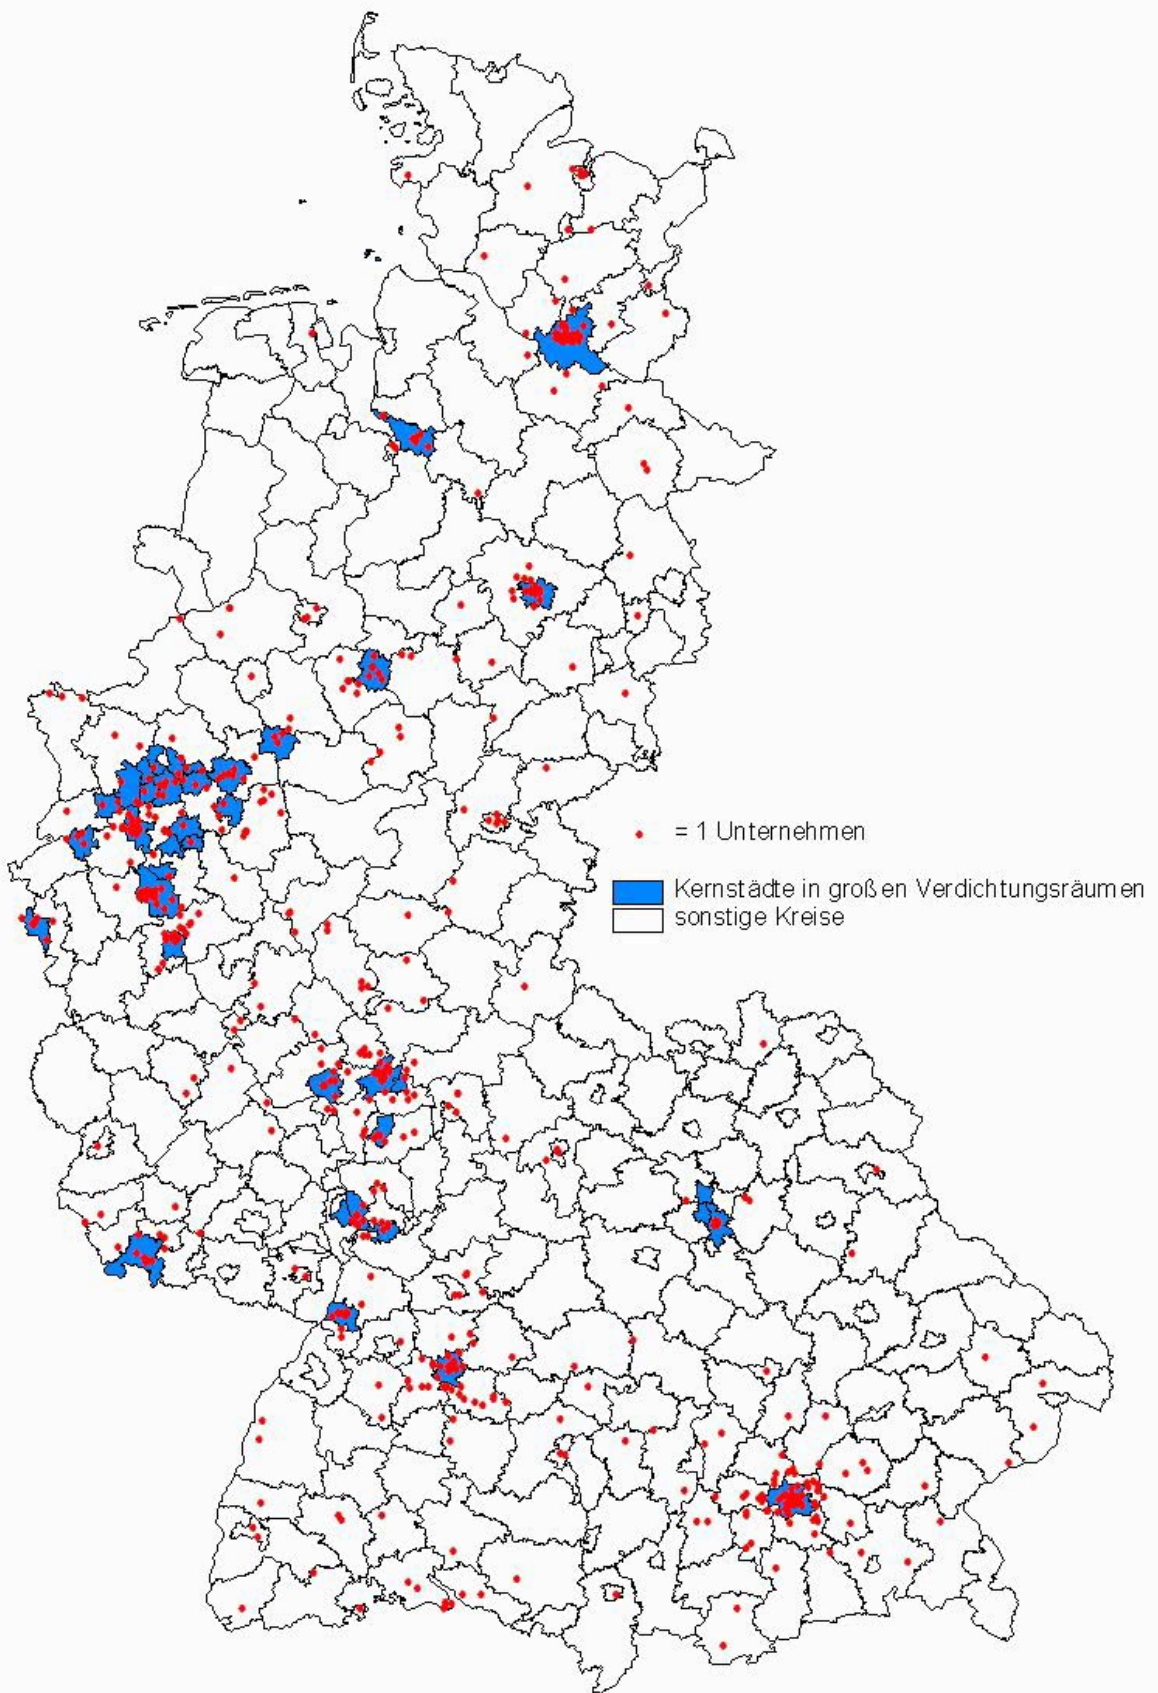 = 1 Unternehmen
Kernstädte in großen Verdichtungsräumen
sonstige Kreise